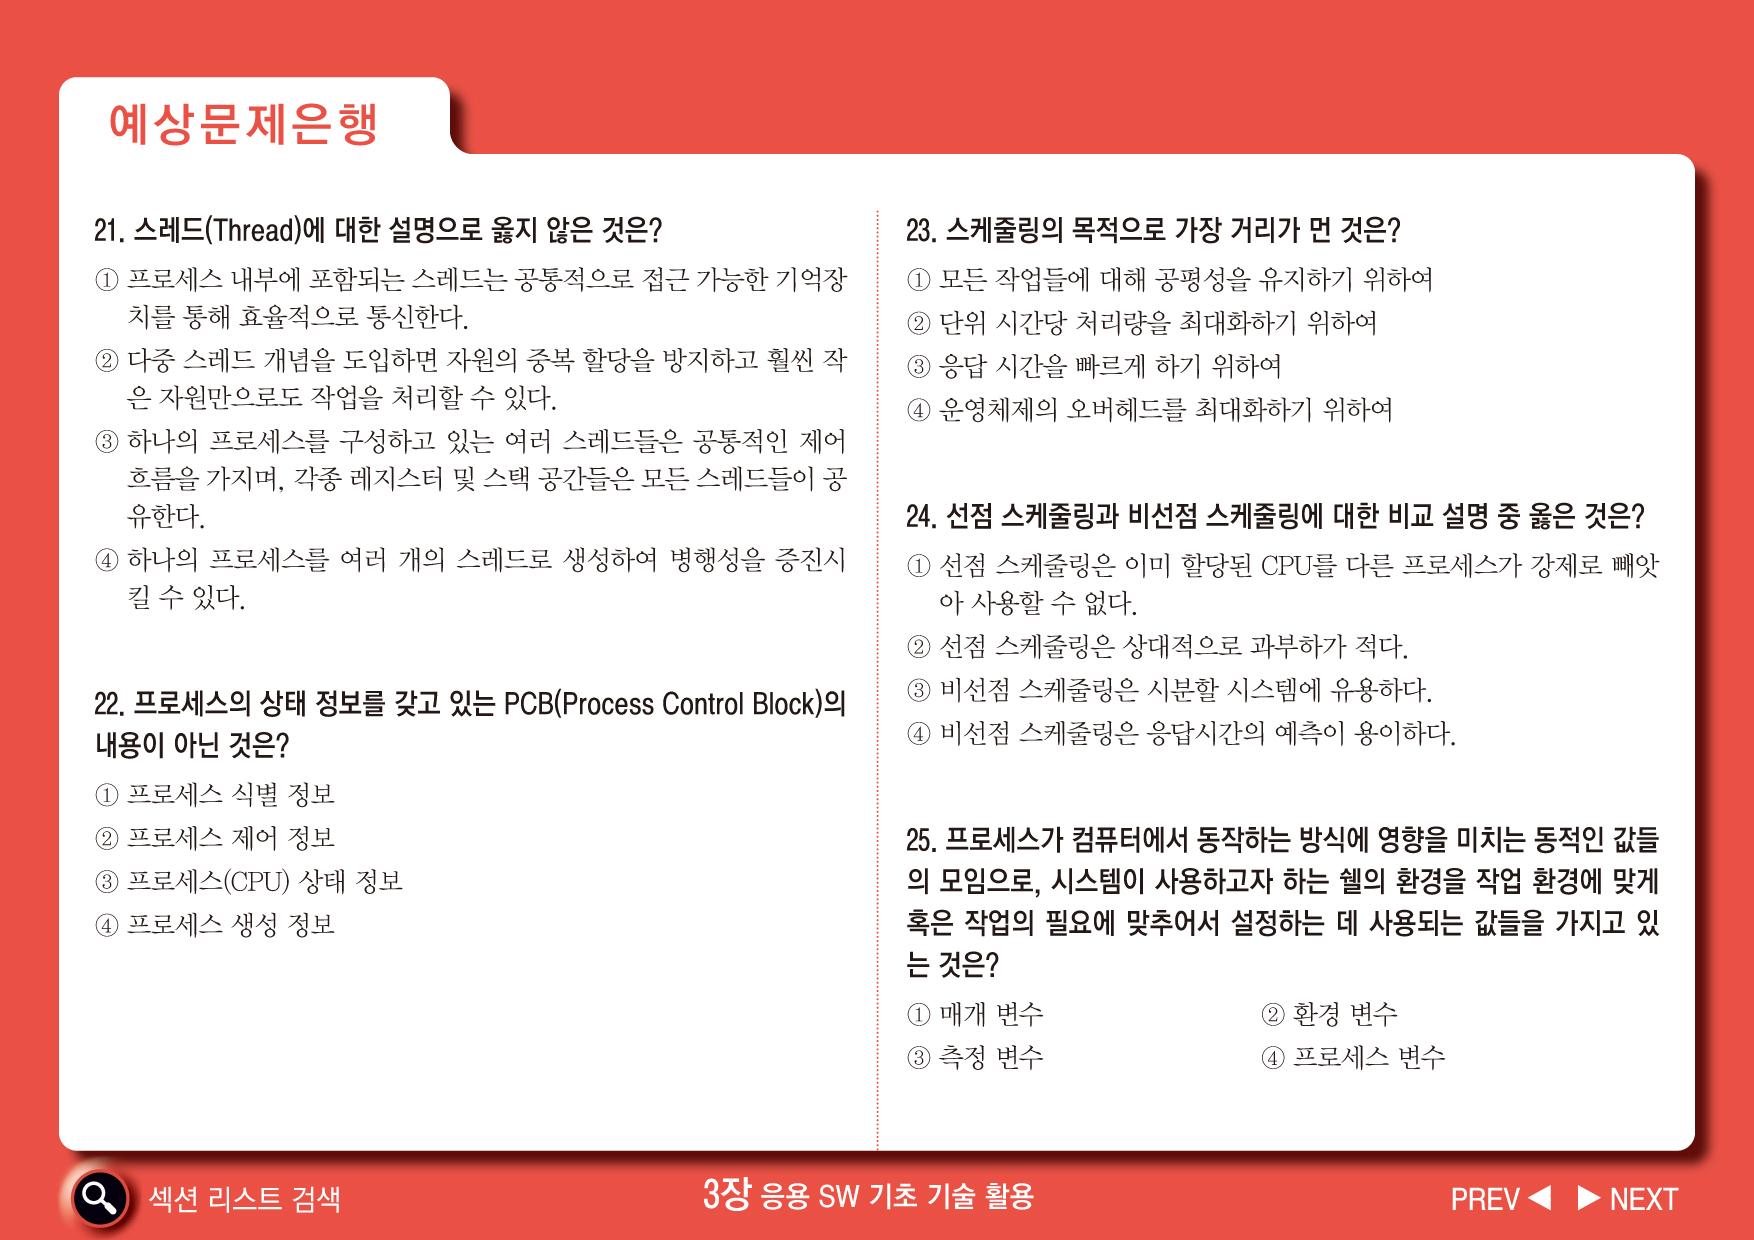 예상문제은행
21. 스레드(Thread)에 대한 설명으로 옳지 않은 것은?
① 프로세스 내부에 포함되는 스레드는 공통적으로 접근 가능한 기억장
치를 통해 효율적으로 통신한다.
② 다중 스레드 개념을 도입하면 자원의 중복 할당을 방지하고 훨씬 작
은 자원만으로도 작업을 처리할 수 있다.
③ 하나의 프로세스를 구성하고 있는 여러 스레드들은 공통적인 제어
흐름을 가지며, 각종 레지스터 및 스택 공간들은 모든 스레드들이 공
유한다.
④ 하나의 프로세스를 여러 개의 스레드로 생성하여 병행성을 증진시
킬 수 있다.
22. 프로세스의 상태 정보를 갖고 있는 PCB(Process Control Block)의
내용이 아닌 것은?
① 프로세스 식별 정보
② 프로세스 제어 정보
③ 프로세스(CPU) 상태 정보
④ 프로세스 생성 정보
23. 스케줄링의 목적으로 가장 거리가 먼 것은?
① 모든 작업들에 대해 공평성을 유지하기 위하여
② 단위 시간당 처리량을 최대화하기 위하여
③ 응답 시간을 빠르게 하기 위하여
④ 운영체제의 오버헤드를 최대화하기 위하여
24. 선점 스케줄링과 비선점 스케줄링에 대한 비교 설명 중 옳은 것은?
① 선점 스케줄링은 이미 할당된 CPU를 다른 프로세스가 강제로 빼앗
아 사용할 수 없다.
② 선점 스케줄링은 상대적으로 과부하가 적다.
③ 비선점 스케줄링은 시분할 시스템에 유용하다.
④ 비선점 스케줄링은 응답시간의 예측이 용이하다.
25. 프로세스가 컴퓨터에서 동작하는 방식에 영향을 미치는 동적인 값들
의 모임으로, 시스템이 사용하고자 하는 쉘의 환경을 작업 환경에 맞게
혹은 작업의 필요에 맞추어서 설정하는 데 사용되는 값들을 가지고 있
는 것은?
① 매개 변수 ② 환경 변수
③ 측정 변수 ④ 프로세스 변수
섹션 리스트 검색 3장 응용 SW 기초 기술 활용 PREV ◀ ▶ NEXT